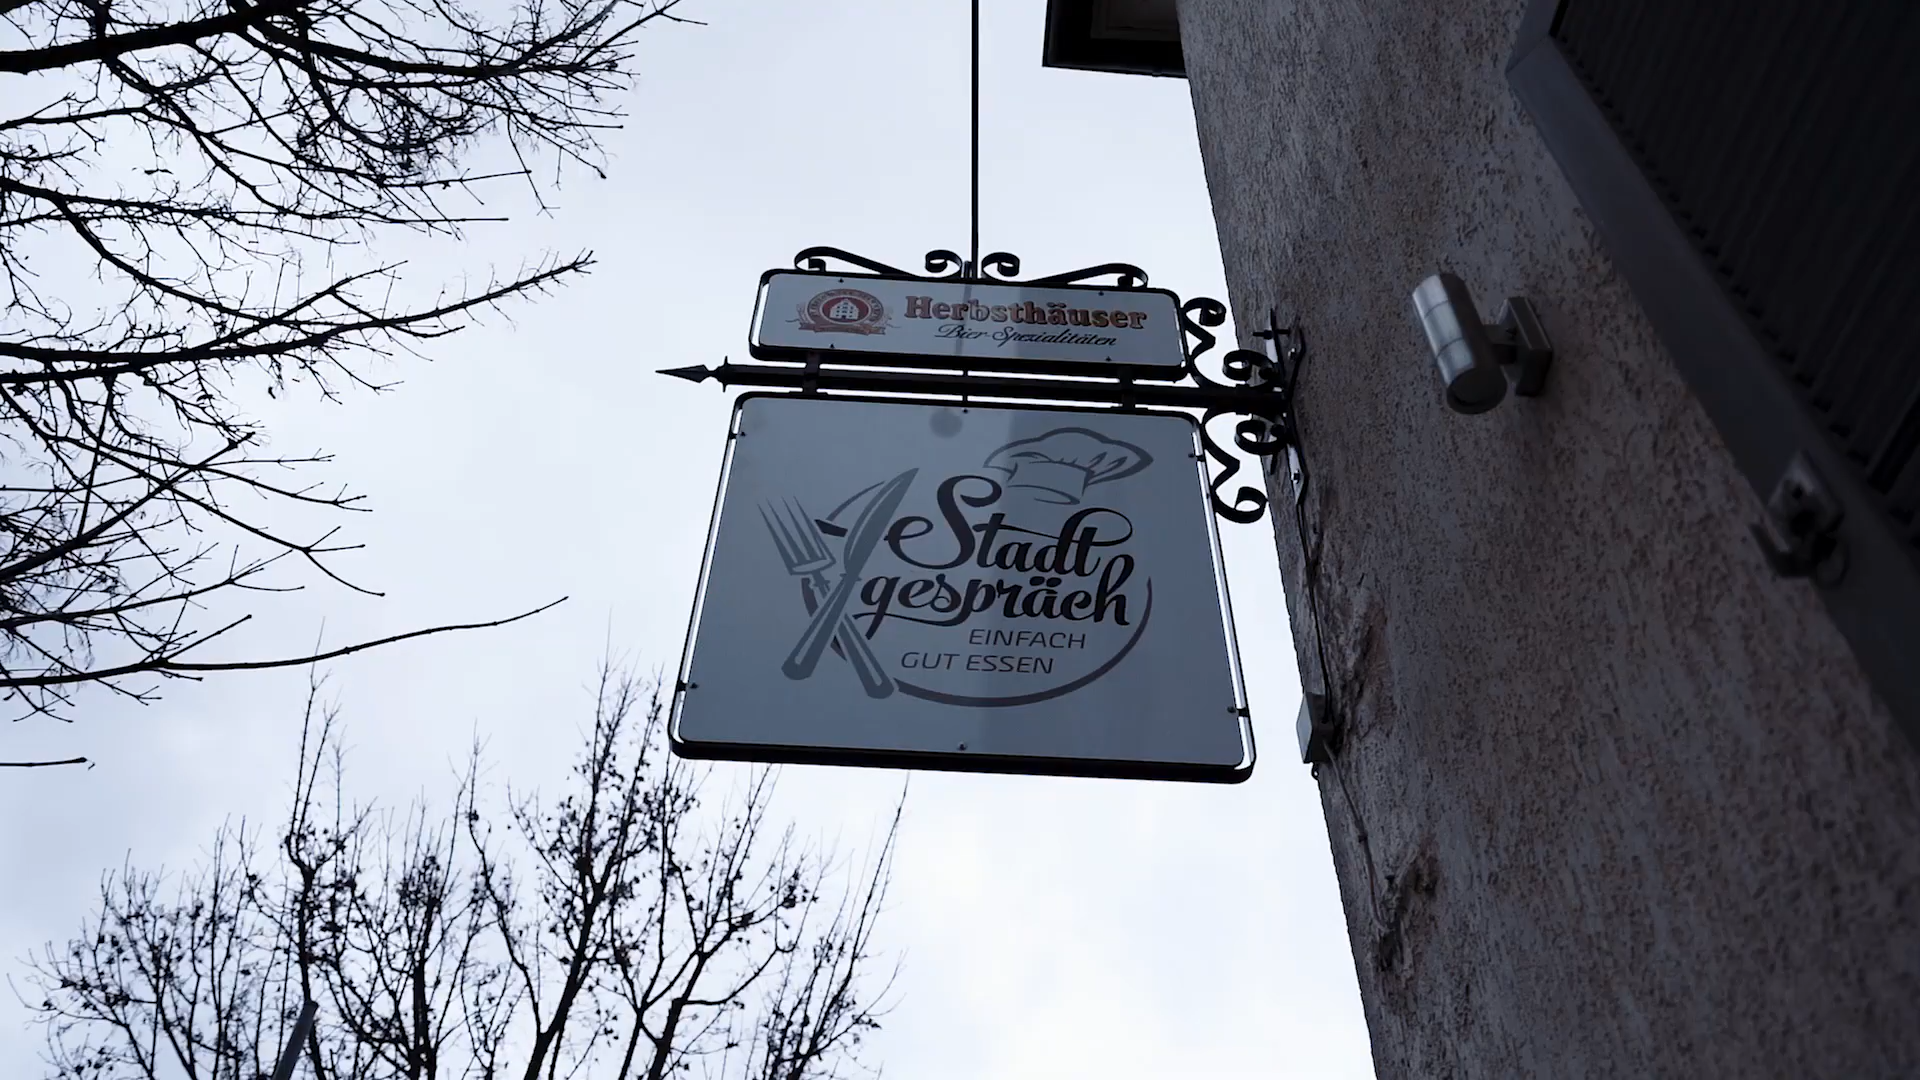 Herbsthäuser
Bier-Spezialitäten
Stadt
gespräch
EINFACH
GUT ESSEN